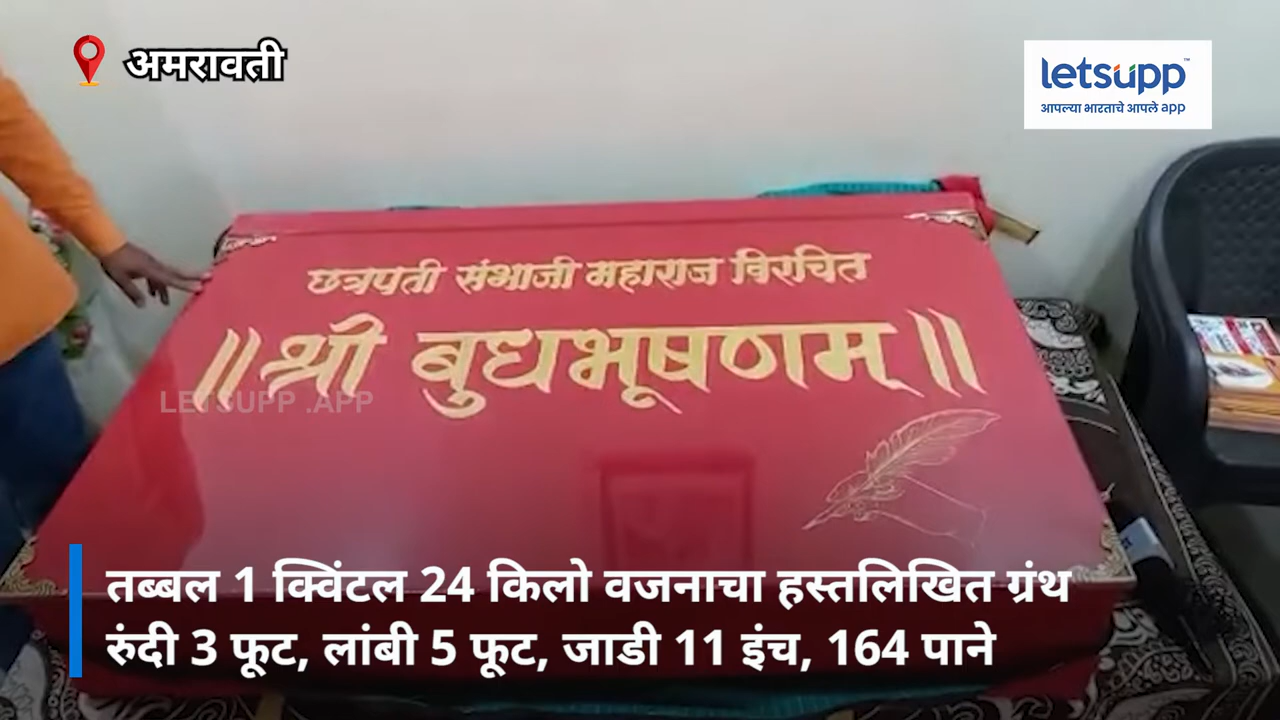 अमरावती
letsupp™
आपल्या भारताचे आपले app
छत्रपती संभाजी महाराज विरचित
॥ श्री बुधभूषणम् ॥
LETSUPP .APP
तब्बल 1 क्विंटल 24 किलो वजनाचा हस्तलिखित ग्रंथ
रुंदी 3 फूट, लांबी 5 फूट, जाडी 11 इंच, 164 पाने